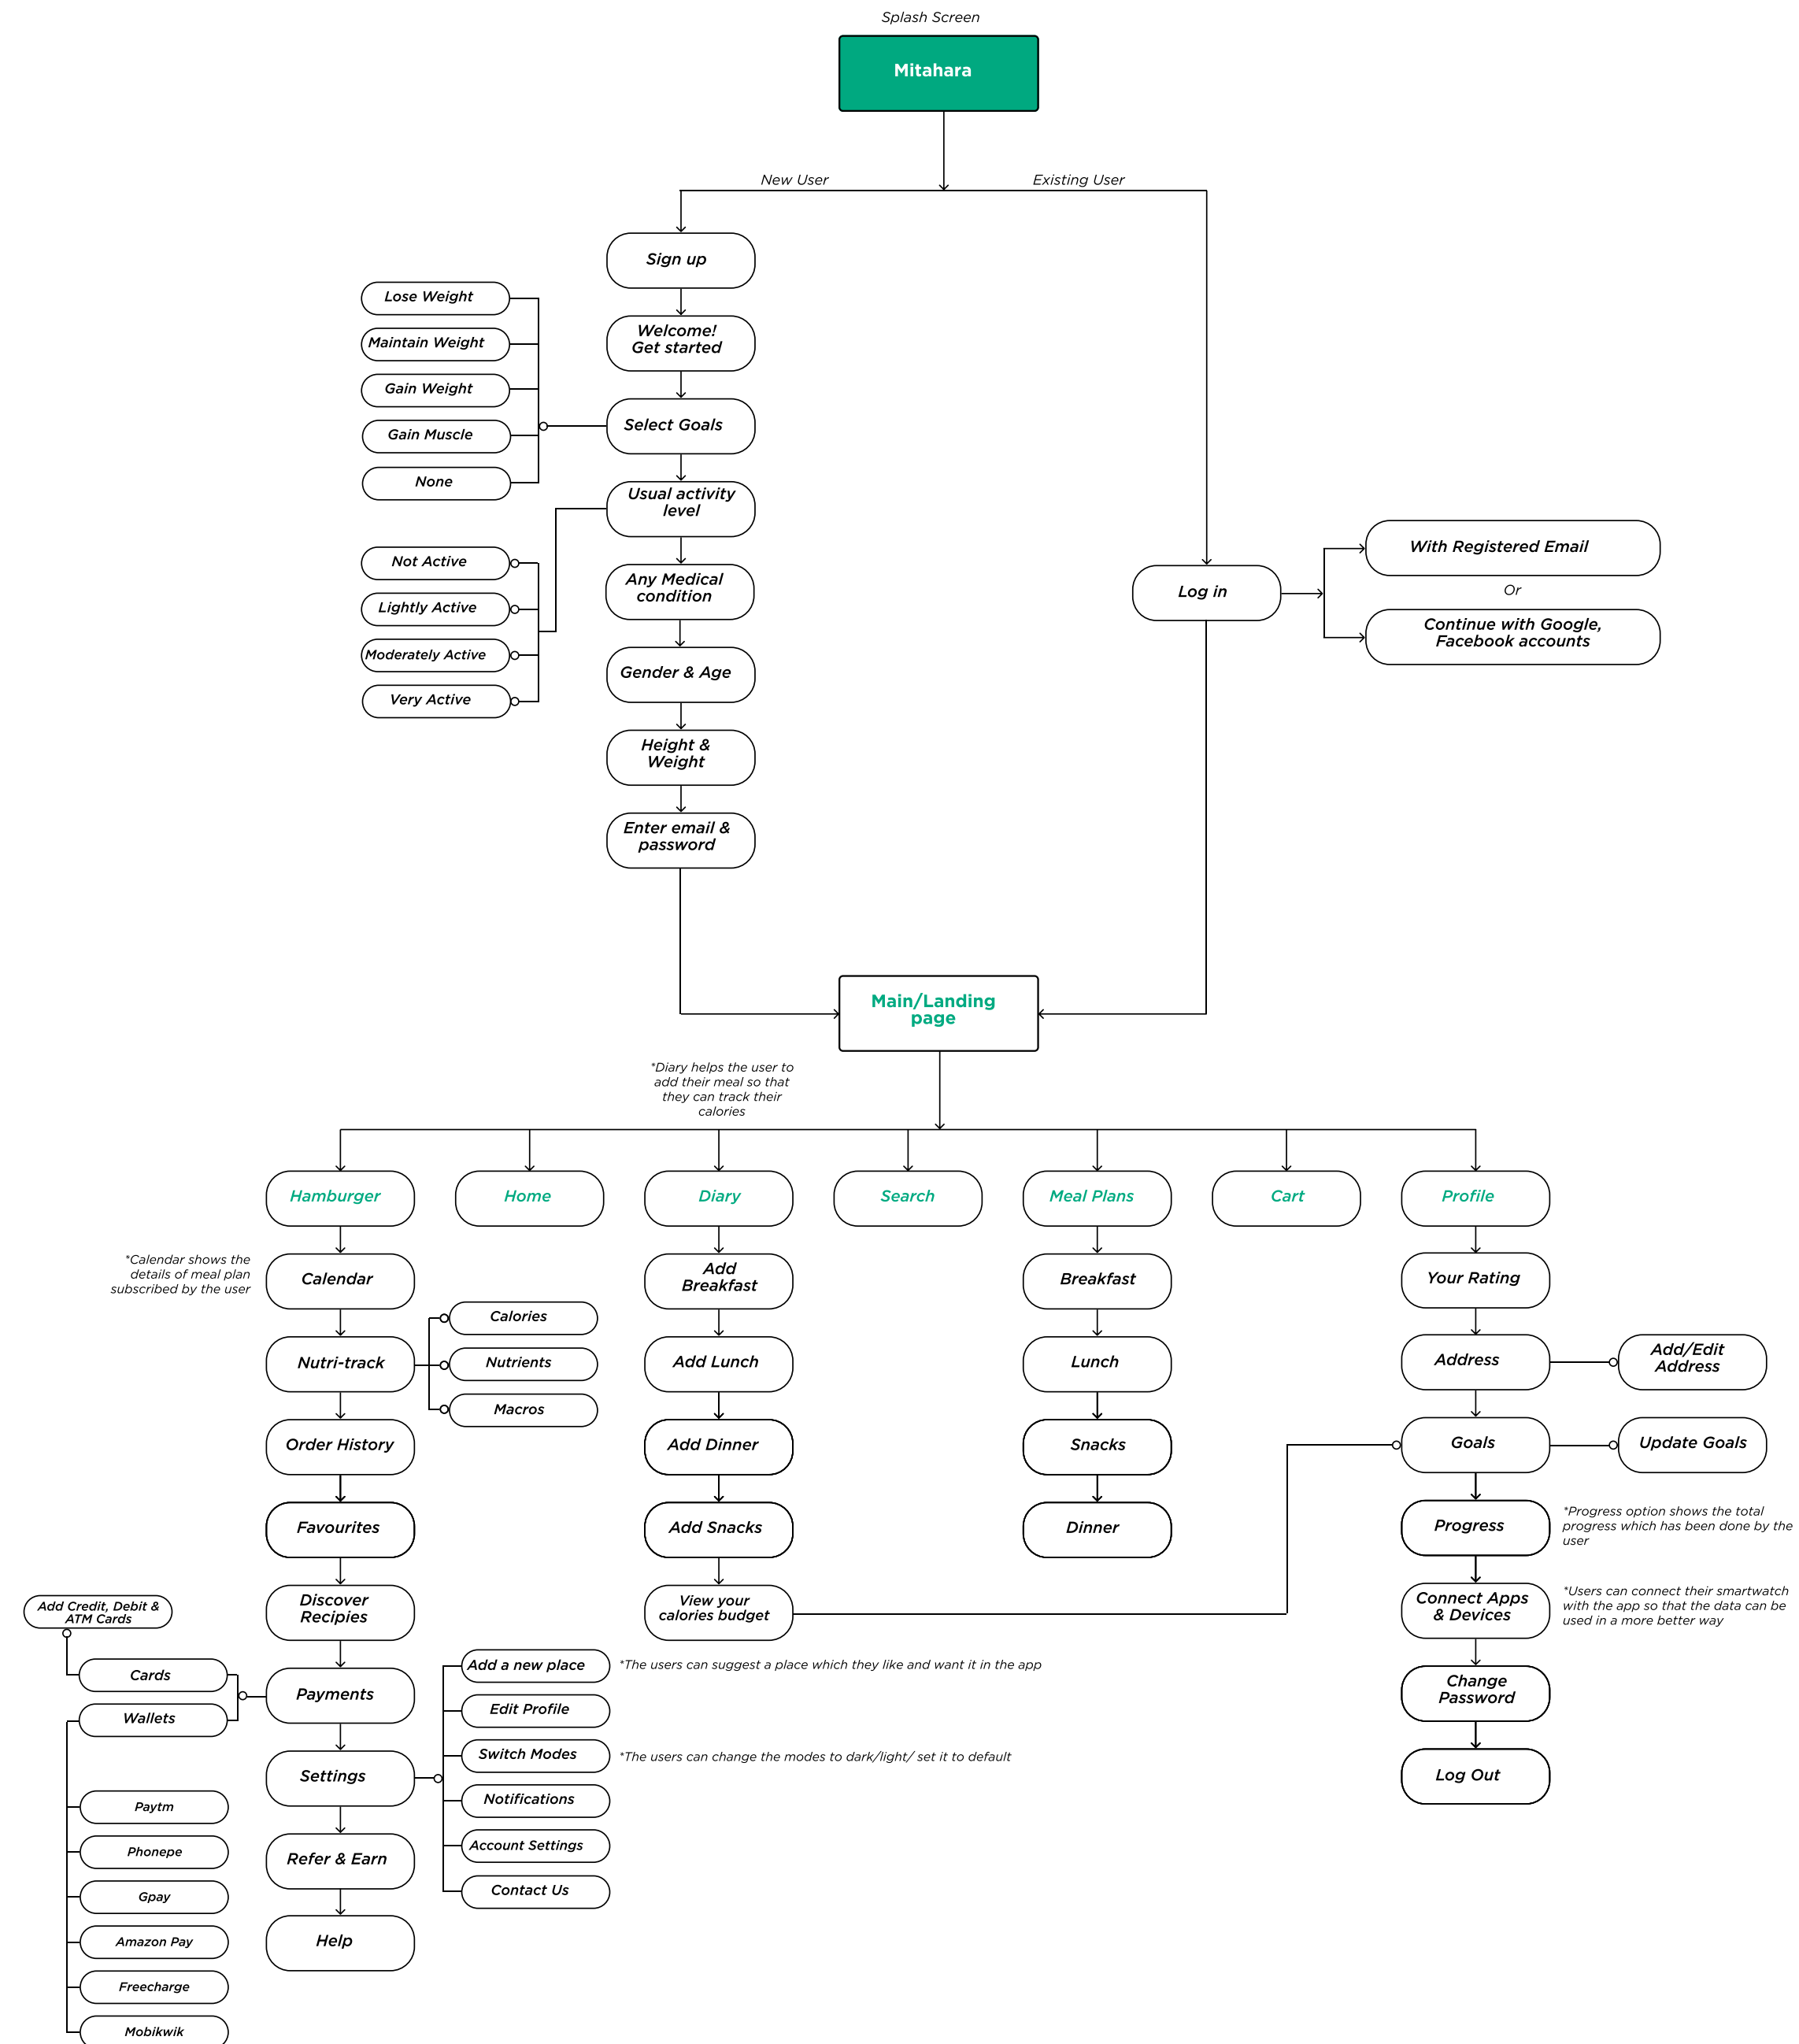 Splash Screen
Mitahara
New User
Existing User
Sign up
Welcome!
Get started
Select Goals
Lose Weight
Maintain Weight
Gain Weight
Gain Muscle
None
Usual activity
level
Not Active
Lightly Active
Moderately Active
Very Active
Any Medical
condition
Gender & Age
Height &
Weight
Enter email &
password
Log in
With Registered Email
Or
Continue with Google,
Facebook accounts
Main/Landing
page
*Diary helps the user to
add their meal so that
they can track their
calories
Hamburger
Home
Diary
Search
Meal Plans
Cart
Profile
*Calendar shows the
details of meal plan
subscribed by the user
Calendar
Nutri-track
Calories
Nutrients
Macros
Order History
Favourites
Discover
Recipies
Payments
Add Credit, Debit &
ATM Cards
Cards
Wallets
Paytm
Phonepe
Gpay
Amazon Pay
Freecharge
Mobikwik
Settings
Add a new place
*The users can suggest a place which they like and want it in the app
Edit Profile
Switch Modes
*The users can change the modes to dark/light/ set it to default
Notifications
Account Settings
Contact Us
Refer & Earn
Help
Add
Breakfast
Add Lunch
Add Dinner
Add Snacks
View your
calories budget
Breakfast
Lunch
Snacks
Dinner
Your Rating
Address
Add/Edit
Address
Goals
Update Goals
Progress
*Progress option shows the total
progress which has been done by the
user
Connect Apps
& Devices
*Users can connect their smartwatch
with the app so that the data can be
used in a more better way
Change
Password
Log Out